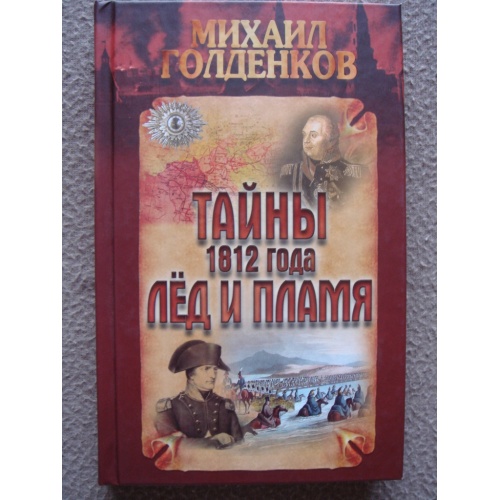 МИХАИЛ
ГОЛДЕНКОВ
ТАЙНЫ
1812 года
ЛЁД И ПЛАМЯ